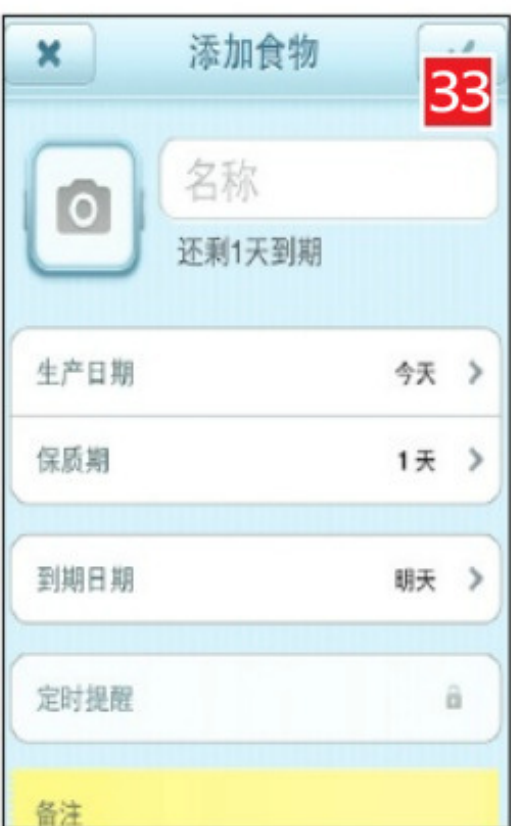 添加食物
33
名称
还剩1天到期
生产日期 今天
保质期 1天
到期日期 明天
定时提醒
备注